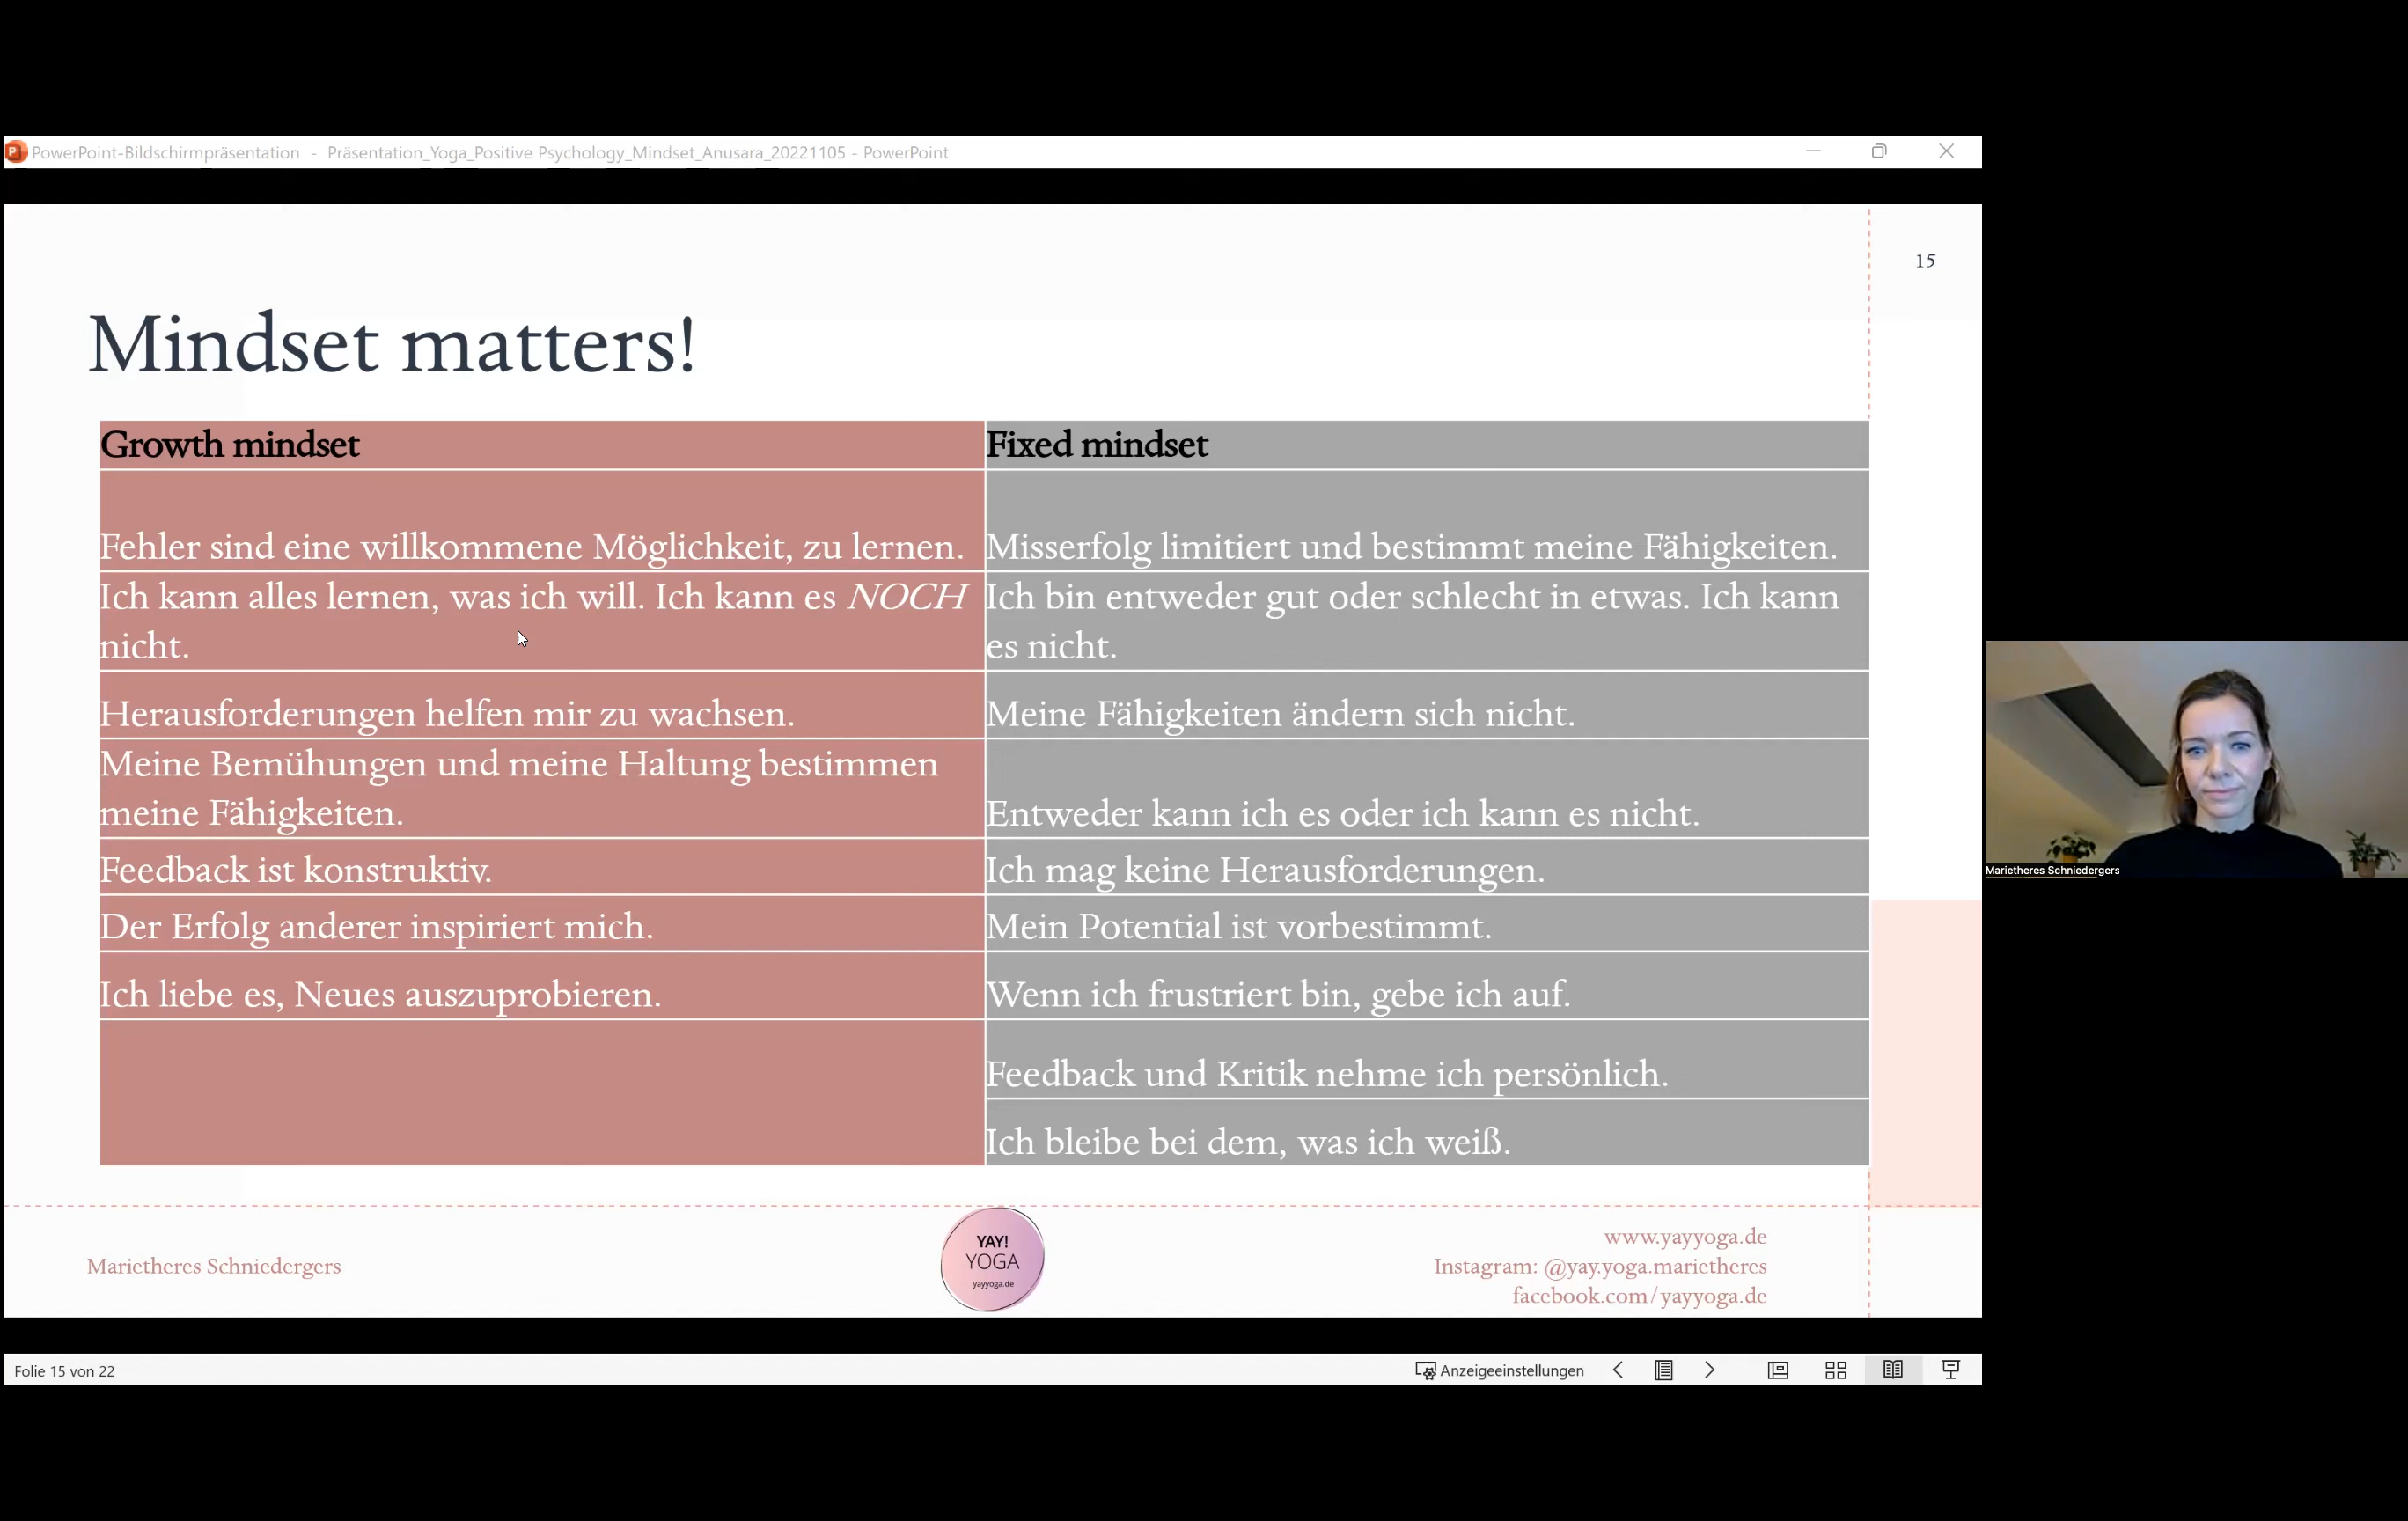 PowerPoint-Bildschirmpräsentation - Präsentation_Yoga_Positive Psychology_Mindset_Anusara_20221105 - PowerPoint
15
Mindset matters!
Growth mindset
Fixed mindset
Fehler sind eine willkommene Möglichkeit, zu lernen.
Misserfolg limitiert und bestimmt meine Fähigkeiten.
Ich kann alles lernen, was ich will. Ich kann es NOCH
nicht.
Ich bin entweder gut oder schlecht in etwas. Ich kann
es nicht.
Herausforderungen helfen mir zu wachsen.
Meine Fähigkeiten ändern sich nicht.
Meine Bemühungen und meine Haltung bestimmen
meine Fähigkeiten.
Entweder kann ich es oder ich kann es nicht.
Feedback ist konstruktiv.
Ich mag keine Herausforderungen.
Der Erfolg anderer inspiriert mich.
Mein Potential ist vorbestimmt.
Ich liebe es, Neues auszuprobieren.
Wenn ich frustriert bin, gebe ich auf.
Feedback und Kritik nehme ich persönlich.
Ich bleibe bei dem, was ich weiß.
Marietheres Schniedergers
YAY!
YOGA
yayyoga.de
www.yayyoga.de
Instagram: @yay.yoga.marietheres
facebook.com/yayyoga.de
Folie 15 von 22
Anzeigeeinstellungen
Marietheres Schniedergers